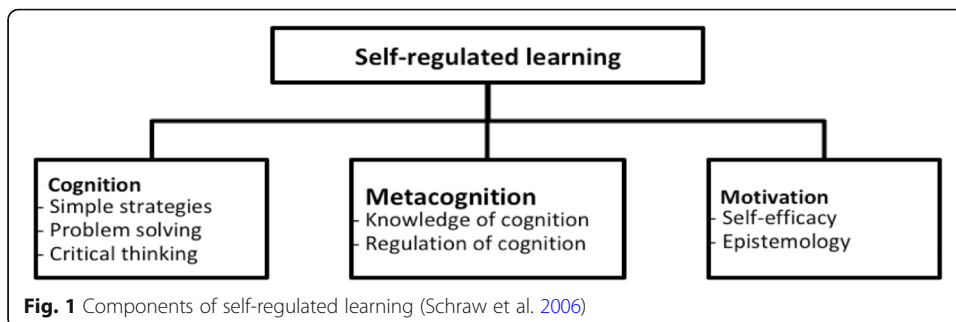 Self-regulated learning
Cognition
- Simple strategies
- Problem solving
- Critical thinking
Metacognition
- Knowledge of cognition
- Regulation of cognition
Motivation
- Self-efficacy
- Epistemology
Fig. 1 Components of self-regulated learning (Schraw et al. 2006)